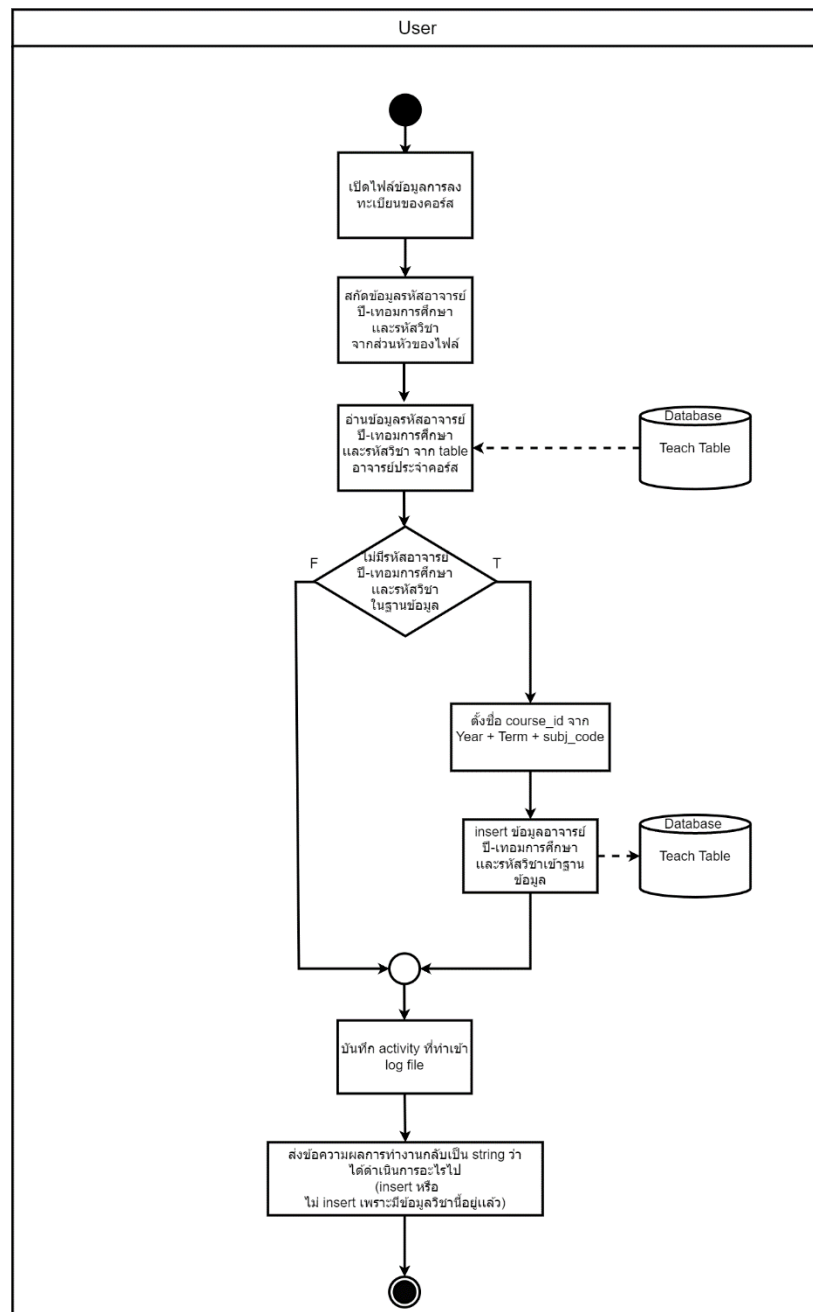 User
เปิดไฟล์ข้อมูลการลง
ทะเบียนของคอร์ส
สกัดข้อมูลรหัสอาจารย์
ปี-เทอมการศึกษา
และรหัสวิชา
จากส่วนหัวของไฟล์
อ่านข้อมูลรหัสอาจารย์
ปี-เทอมการศึกษา
และรหัสวิชา จาก table
อาจารย์ประจำคอร์ส
Database
Teach Table
ไม่มีรหัสอาจารย์
ปี-เทอมการศึกษา
และรหัสวิชา
ในฐานข้อมูล
F
T
ตั้งชื่อ course_id จาก
Year + Term + subj_code
insert ข้อมูลอาจารย์
ปี-เทอมการศึกษา
และรหัสวิชาเข้าฐาน
ข้อมูล
Database
Teach Table
บันทึก activity ที่ทำเข้า
log file
ส่งข้อความผลการทำงานกลับเป็น string ว่า
ได้ดำเนินการอะไรไป
(insert หรือ
ไม่ insert เพราะมีข้อมูลวิชานี้อยู่แล้ว)